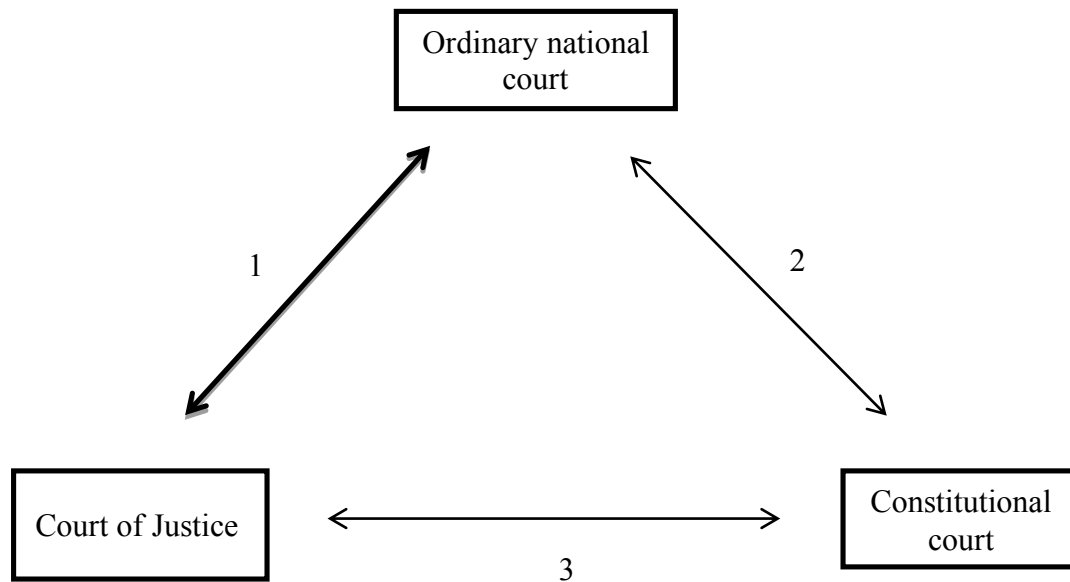 Ordinary national
court
1
2
Court of Justice
Constitutional
court
3